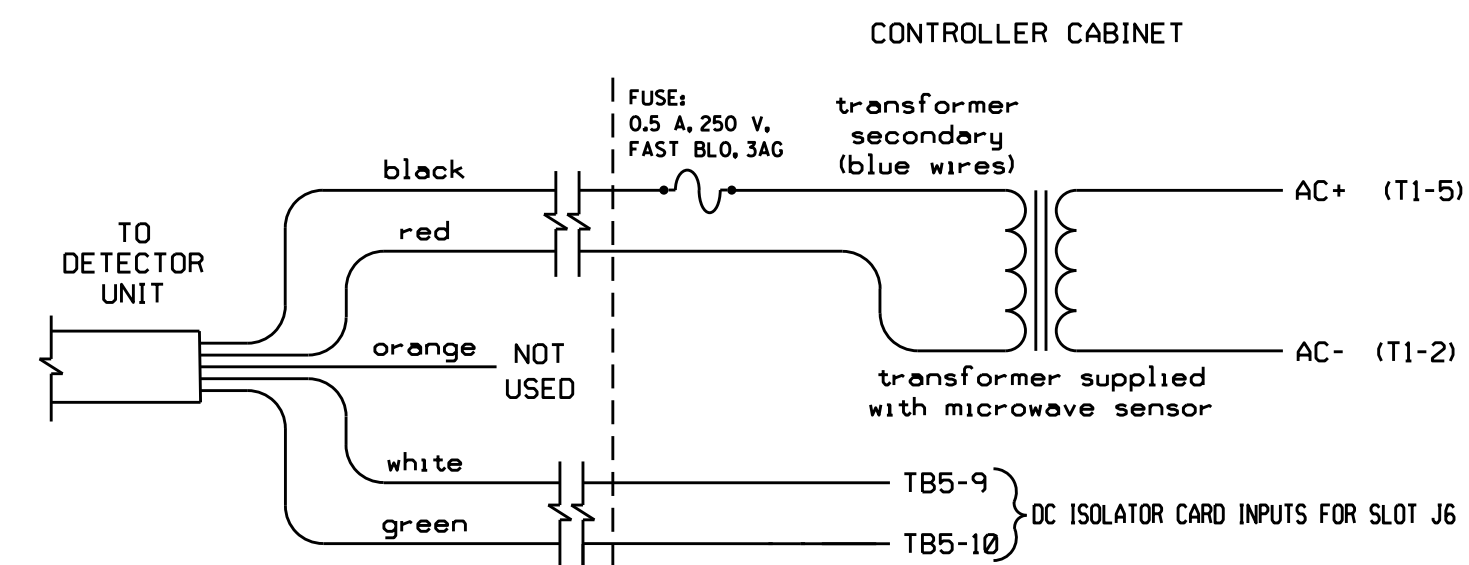 CONTROLLER CABINET
FUSE:
0.5 A, 250 V,
FAST BLO, 3AG
transformer
secondary
(blue wires)
black
AC+ (T1-5)
red
TO
DETECTOR
UNIT
orange
NOT
USED
AC- (T1-2)
transformer supplied
with microwave sensor
white
TB5-9
DC ISOLATOR CARD INPUTS FOR SLOT J6
green
TB5-10